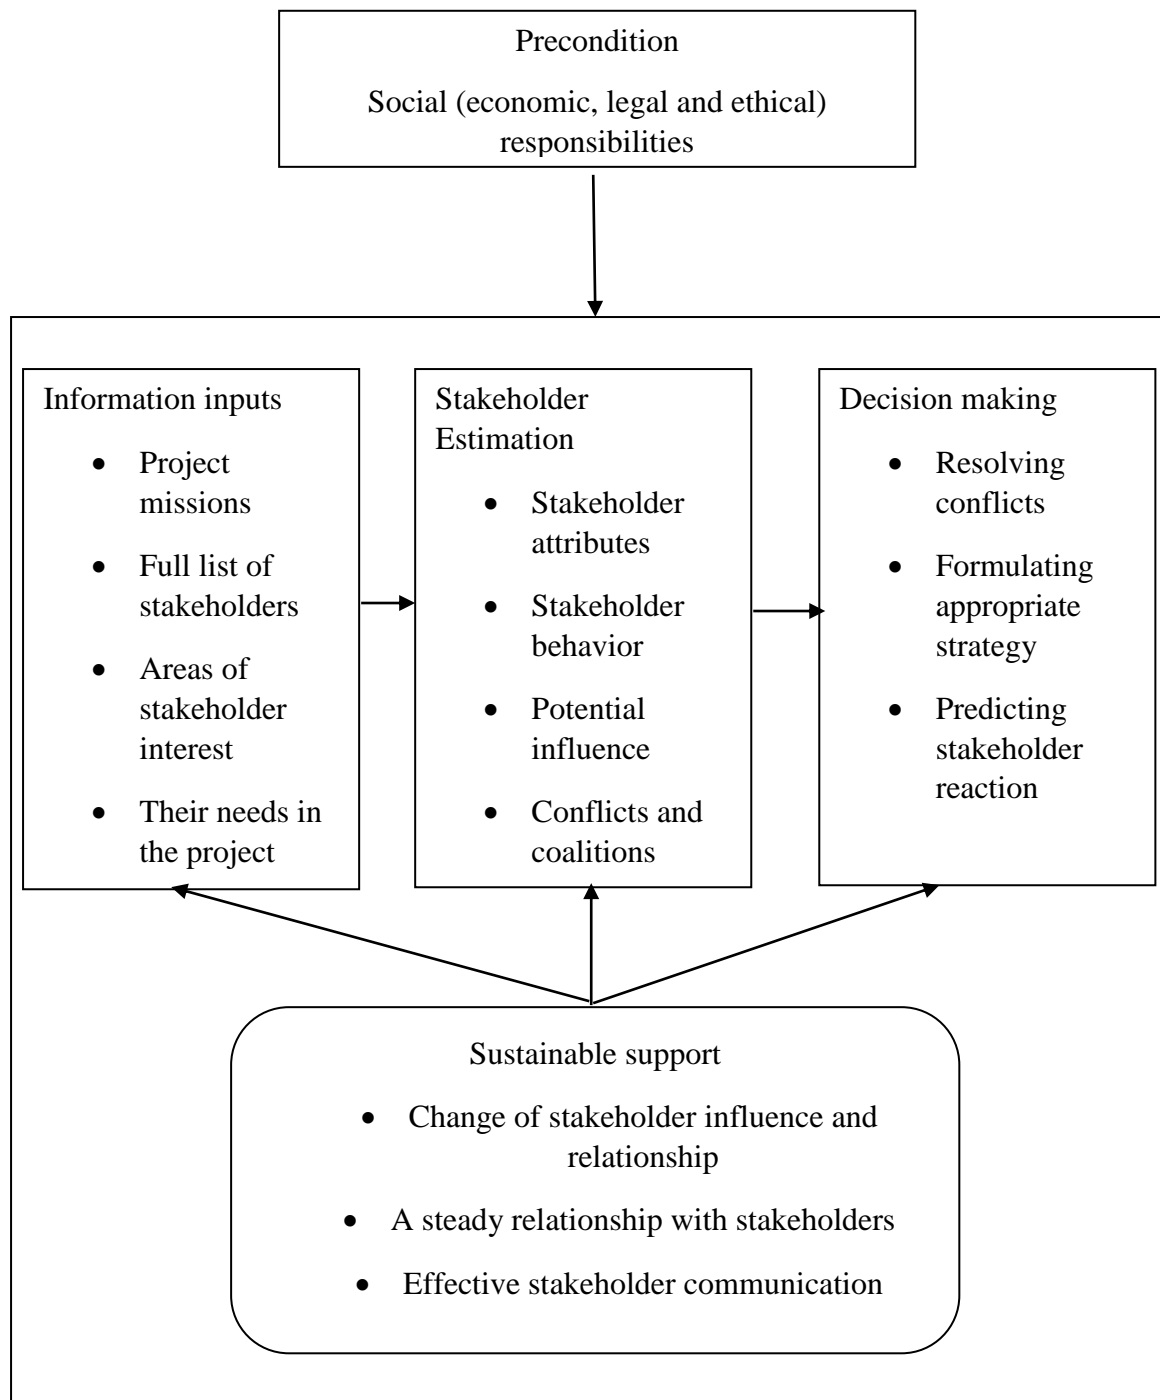 Precondition
Social (economic, legal and ethical)
responsibilities
Information inputs
• Project
missions
• Full list of
stakeholders
• Areas of
stakeholder
interest
• Their needs in
the project
Stakeholder
Estimation
• Stakeholder
attributes
• Stakeholder
behavior
• Potential
influence
• Conflicts and
coalitions
Decision making
• Resolving
conflicts
• Formulating
appropriate
strategy
• Predicting
stakeholder
reaction
Sustainable support
• Change of stakeholder influence and
relationship
• A steady relationship with stakeholders
• Effective stakeholder communication